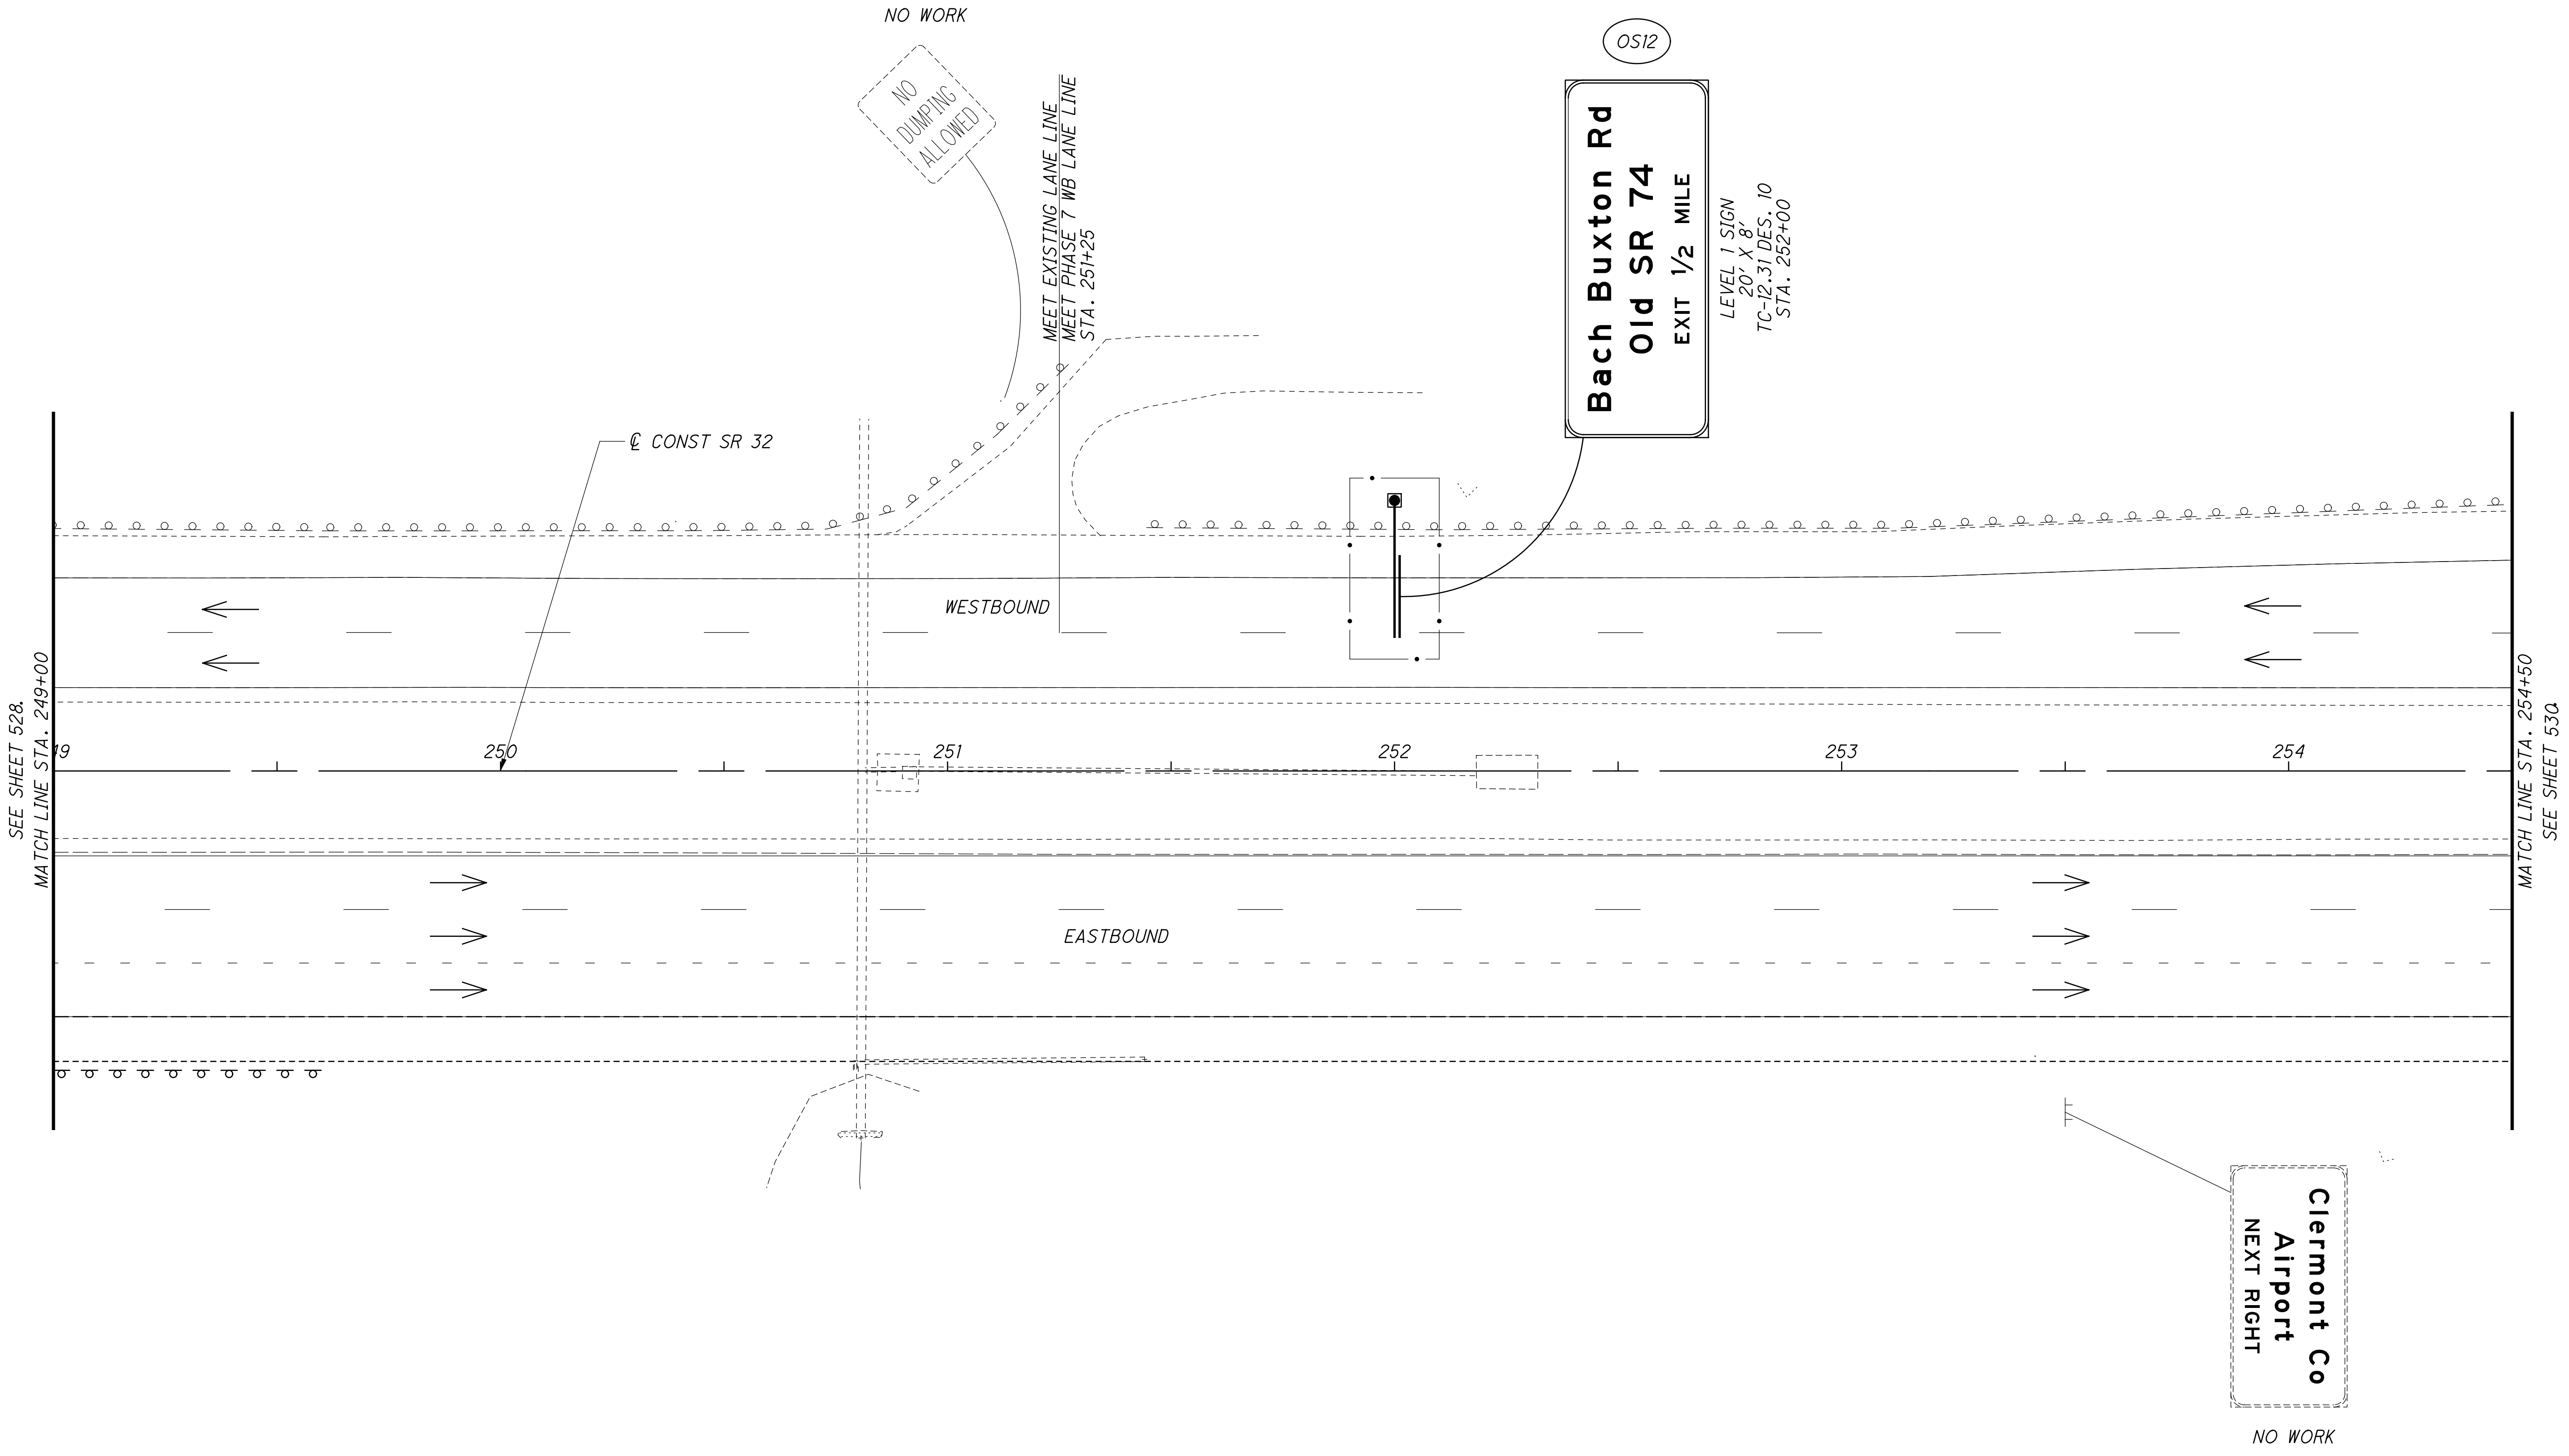 NO WORK
NO
DUMPING
ALLOWED
MEET EXISTING LANE LINE
MEET PHASE 7 WB LANE LINE
STA. 251+25
OS12
Bach Buxton Rd
Old SR 74
EXIT 1/2 MILE
LEVEL 1 SIGN
20' X 8'
TC-12.31 DES. 10
STA. 252+00
℄ CONST SR 32
WESTBOUND
SEE SHEET 528.
MATCH LINE STA. 249+00
49 250 251 252 253 254
MATCH LINE STA. 254+50
SEE SHEET 530.
EASTBOUND
Clermont Co
Airport
NEXT RIGHT
NO WORK